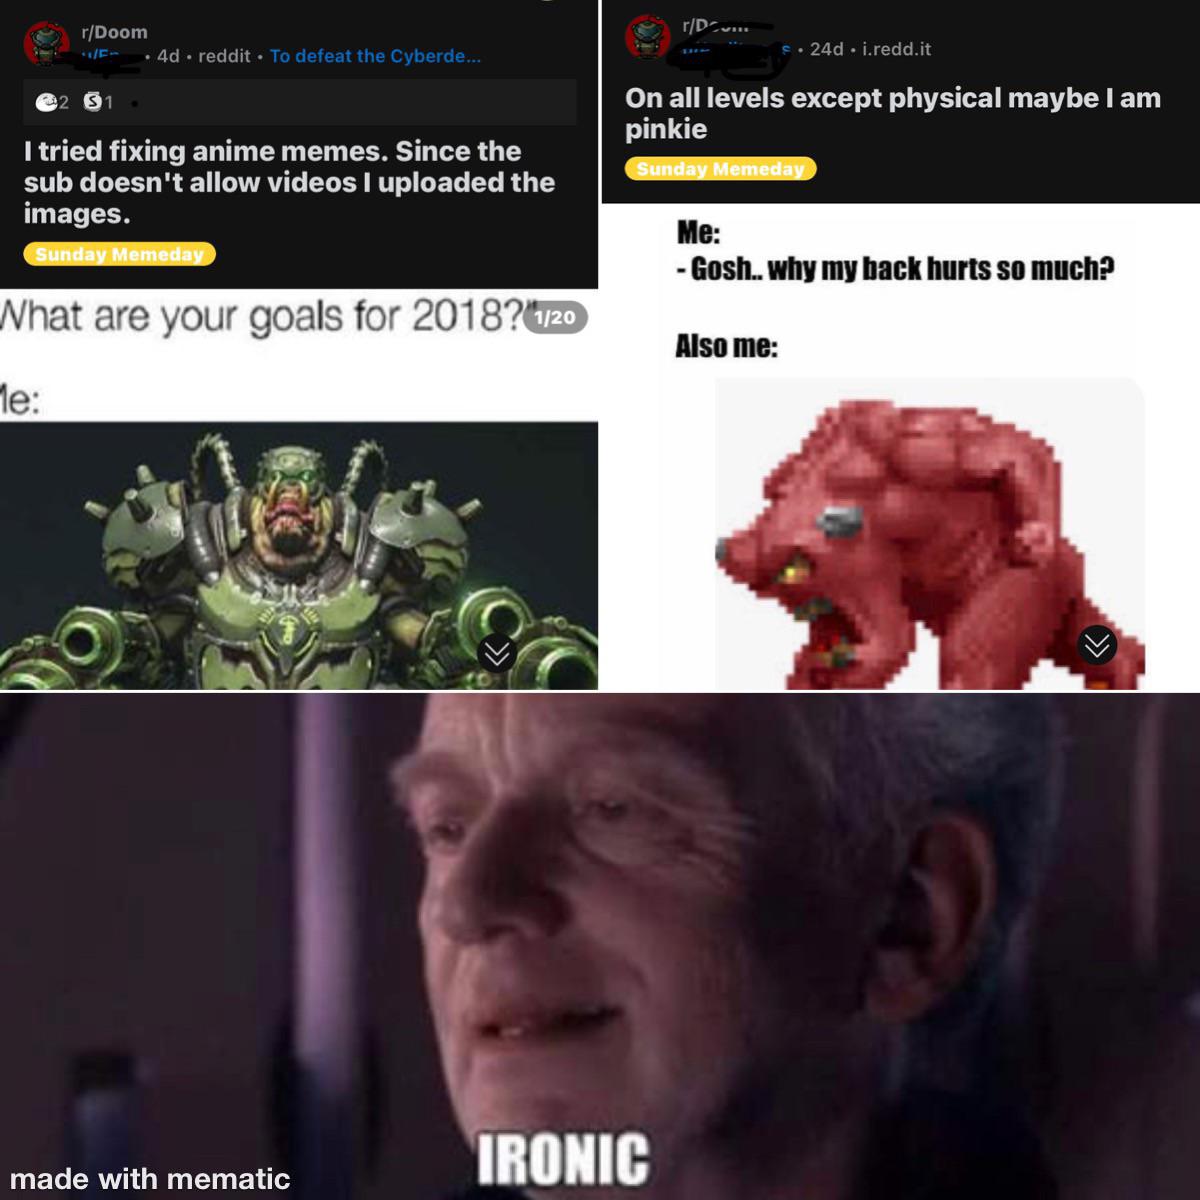 r/Doom
• 4d • reddit • To defeat the Cyberde...
2 1
I tried fixing anime memes. Since the
sub doesn't allow videos I uploaded the
images.
Sunday Memeday
What are your goals for 2018?"
1/20
Me:
• 24d • i.redd.it
On all levels except physical maybe I am
pinkie
Sunday Memeday
Me:
- Gosh.. why my back hurts so much?
Also me:
IRONIC
made with mematic